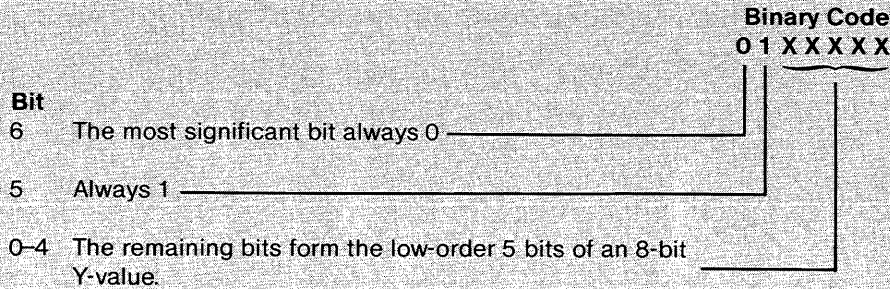 Binary Code
0 1 X X X X X
Bit
6 The most significant bit always 0
5 Always 1
0–4 The remaining bits form the low-order 5 bits of an 8-bit
Y-value.